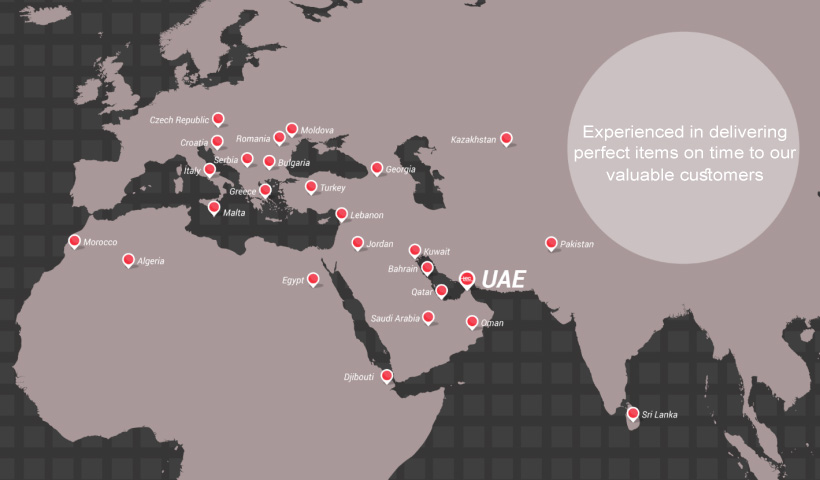 Czech Republic
Moldova
Romania
Croatia
Kazakhstan
Experienced in delivering
perfect items on time to our
valuable customers
Serbia
Bulgaria
Italy
Georgia
Greece
Turkey
Malta
Lebanon
Morocco
Jordan
Pakistan
Kuwait
Algeria
Bahrain
Egypt
UAE
Qatar
Saudi Arabia
Oman
Djibouti
Sri Lanka